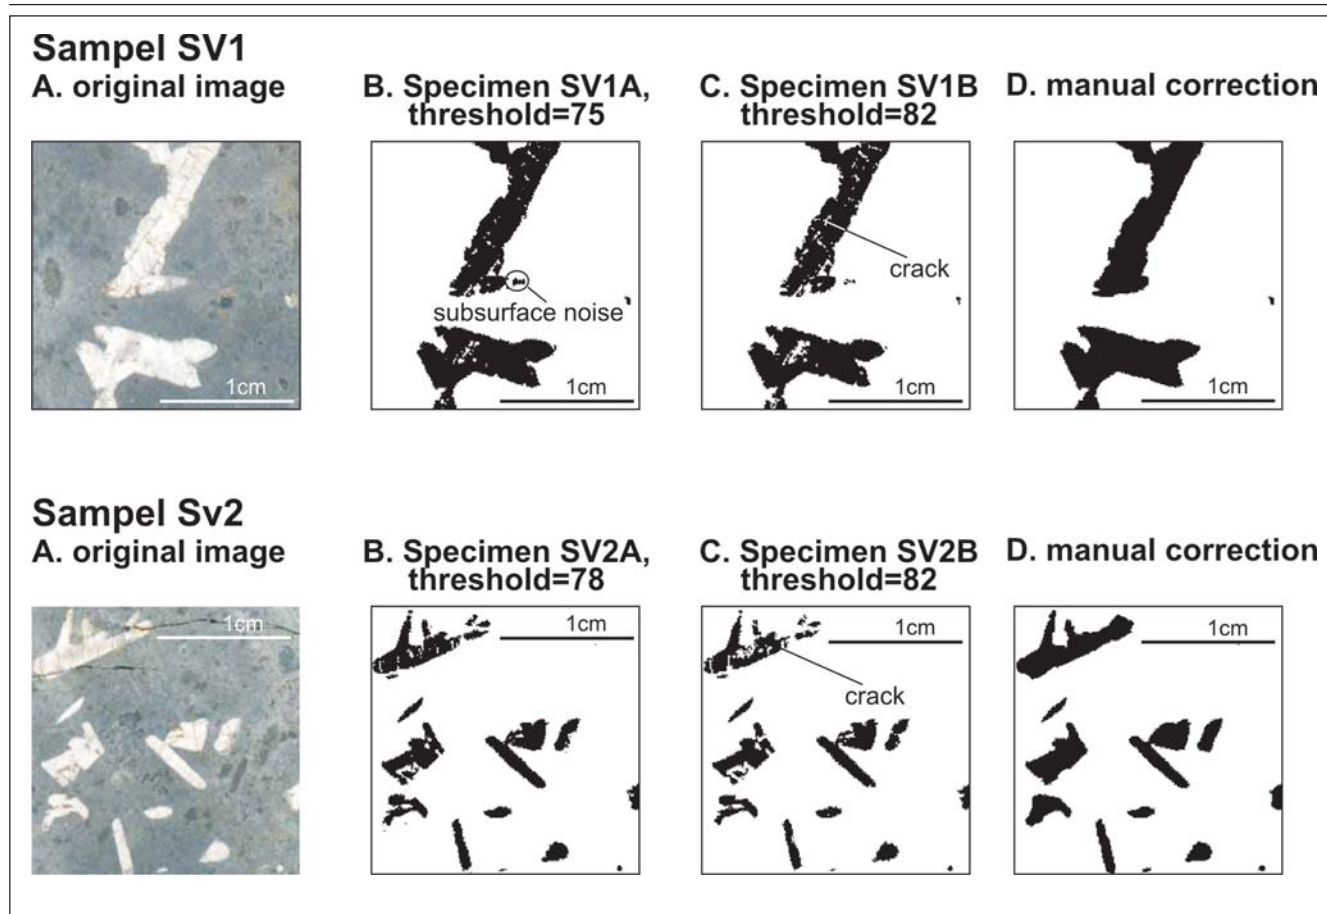 Sampel SV1
A. original image
B. Specimen SV1A,
threshold=75
C. Specimen SV1B
threshold=82
D. manual correction
crack
subsurface noise
1cm
1cm
1cm
1cm
Sampel Sv2
A. original image
B. Specimen SV2A,
threshold=78
C. Specimen SV2B
threshold=82
D. manual correction
1cm
1cm
1cm
1cm
crack